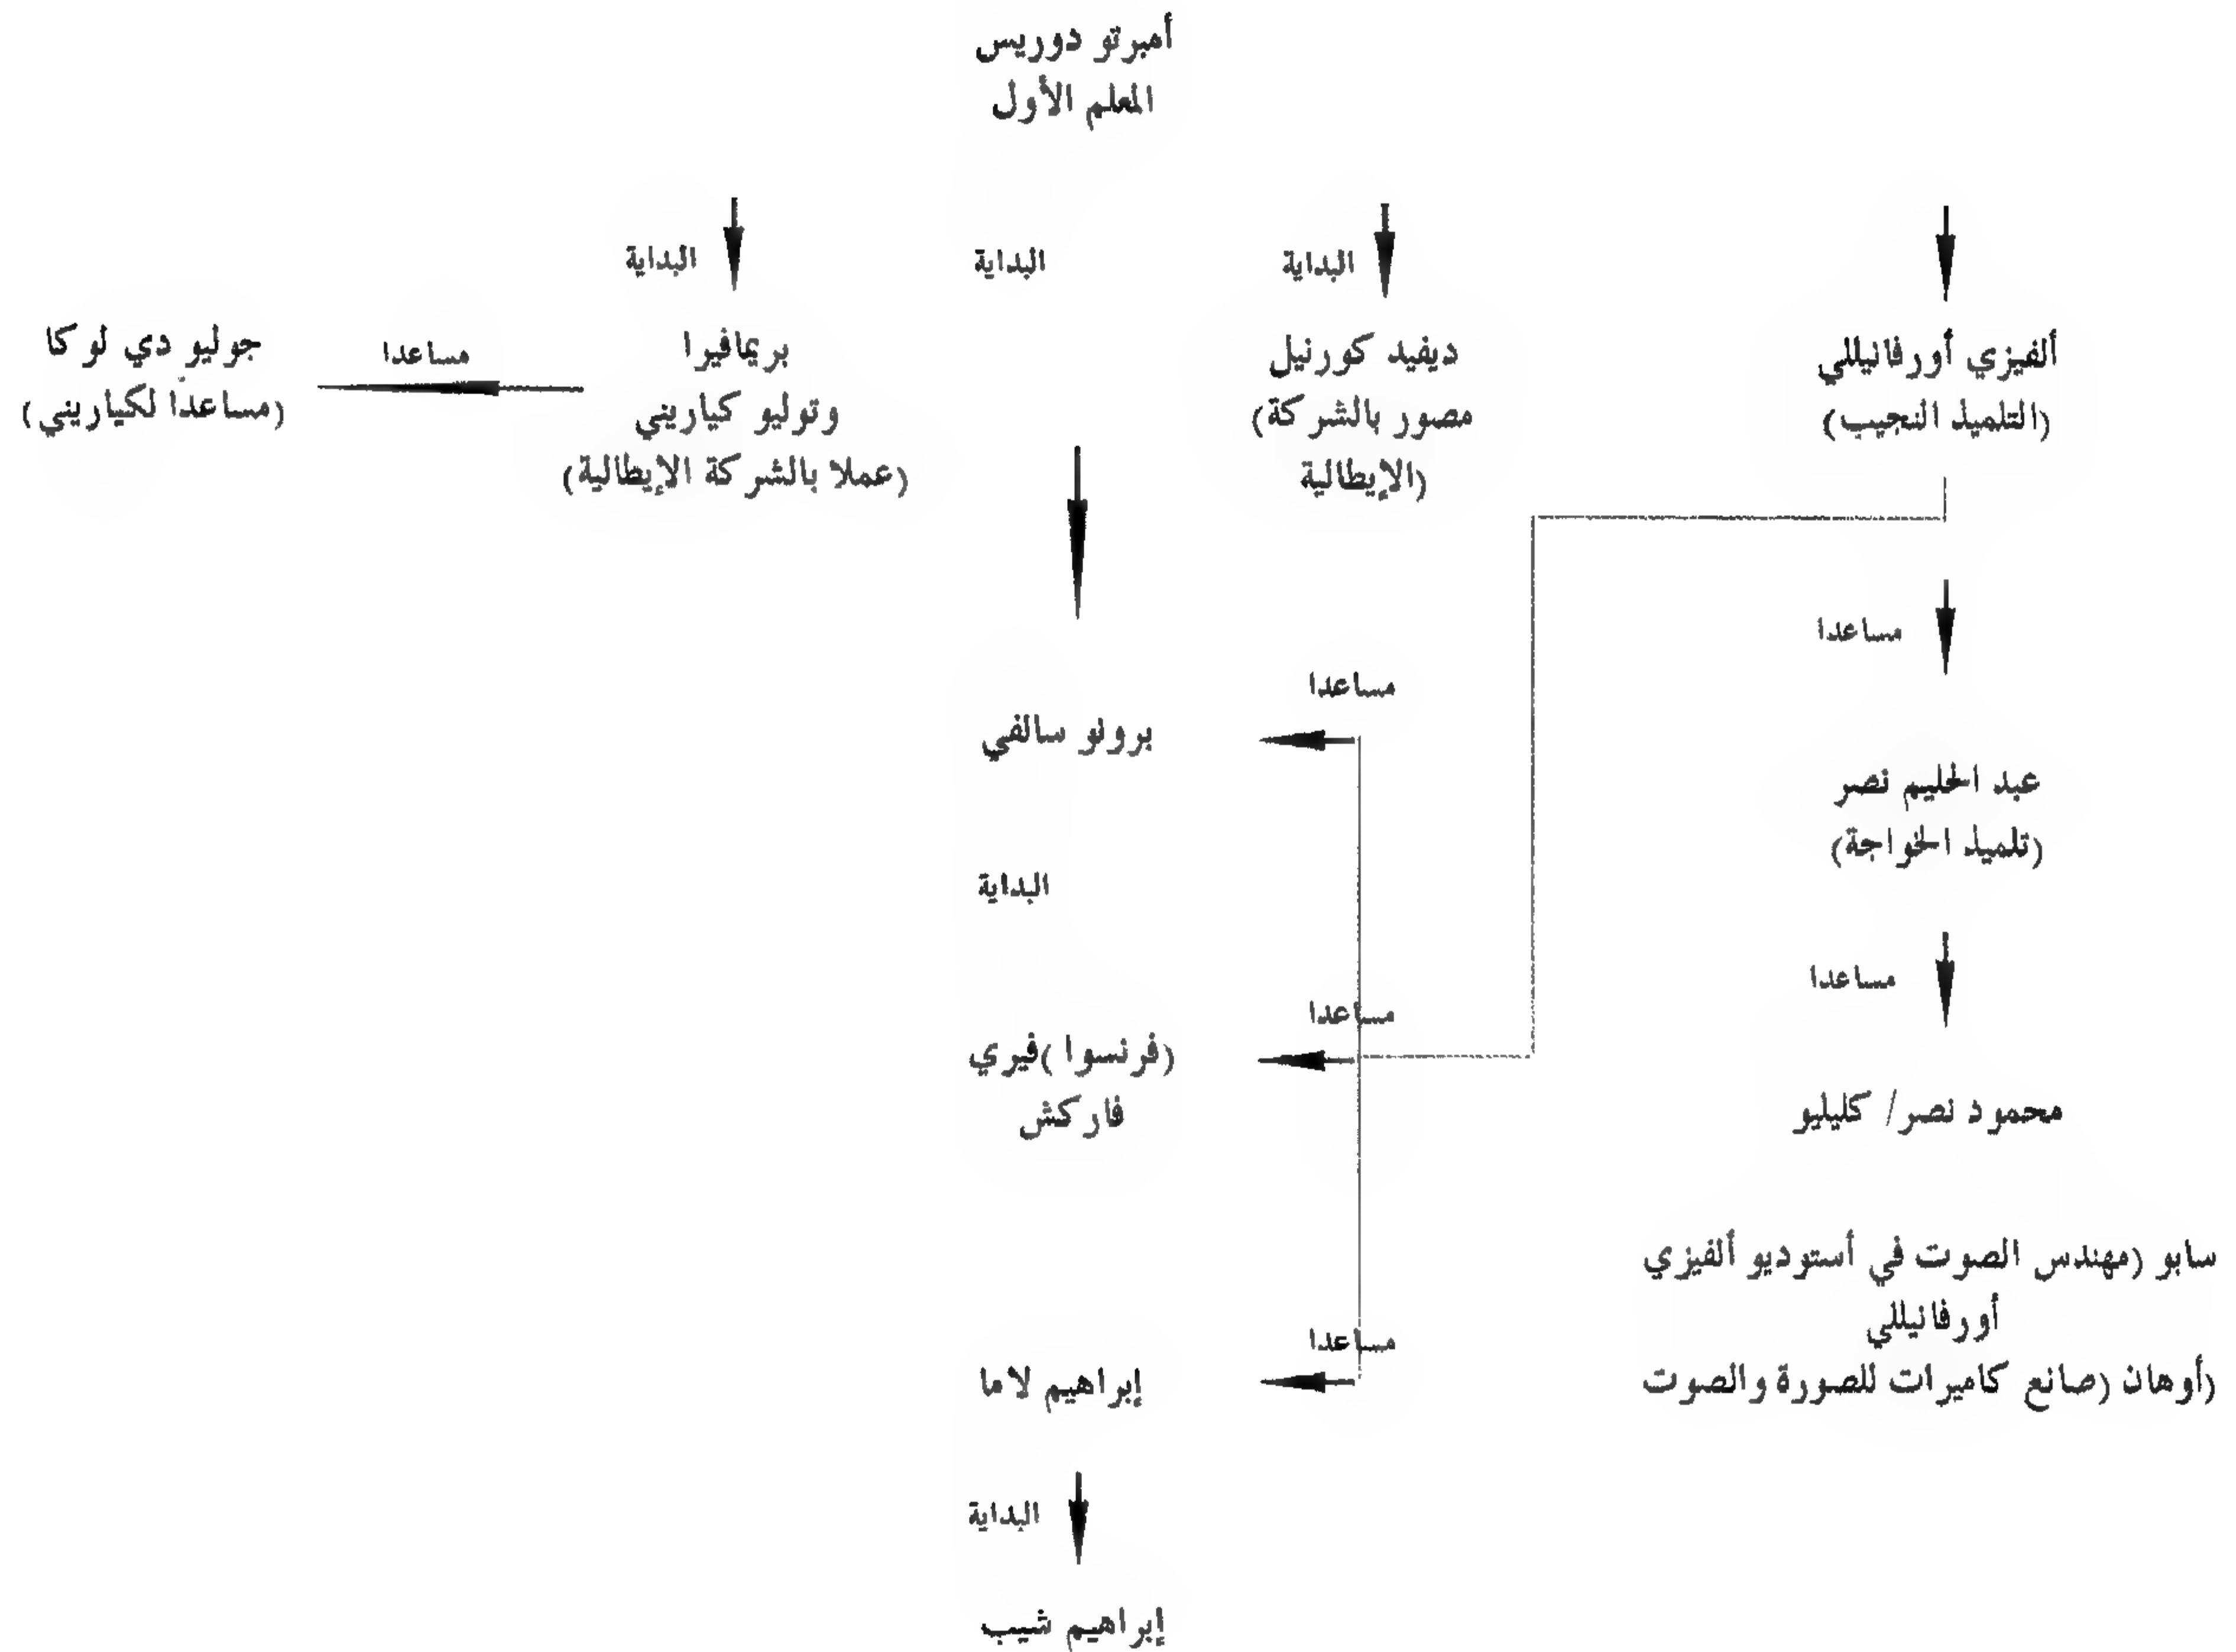 أمبرتو دوريس
المعلم الأول
البداية
البداية
البداية
ألفيزي أورفانيللي
(التلميذ النجيب)
ديفيد كورنيل
مصور بالشركة)
(الإيطالية
بريمافيرا
وتوليو كياريني
(عملا بالشركة الإيطالية)
مساعدا
جوليو دي لوكا
(مساعدًا لكياريني)
مساعدا
مساعدا
برونو سالفي
عبد الحليم نصر
(تلميذ الخواجة)
البداية
مساعدا
مساعدا
(فرنسوا )فيري
فاركش
محمود نصر/ كليليو
سابو (مهندس الصوت في أستوديو ألفيزي
أورفانيللي
(أوهان (صانع كاميرات للصورة والصوت
مساعدا
إبراهيم لاما
البداية
إبراهيم شيب